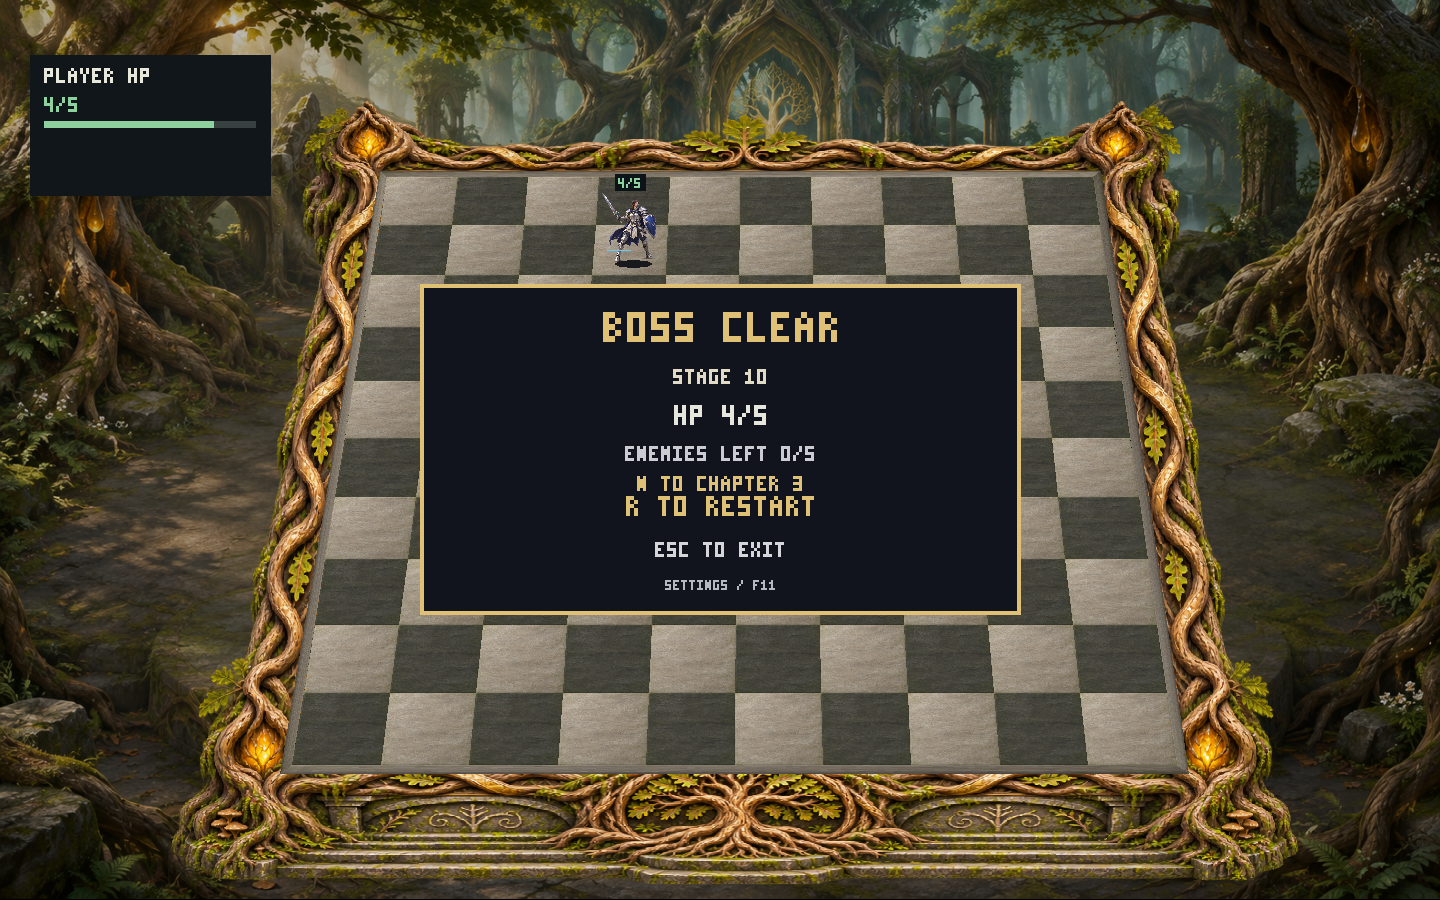 PLAYER HP
4/5
4/5
BOSS CLEAR
STAGE 10
HP 4/5
ENEMIES LEFT 0/5
N TO CHAPTER 3
R TO RESTART
ESC TO EXIT
SETTINGS / F11